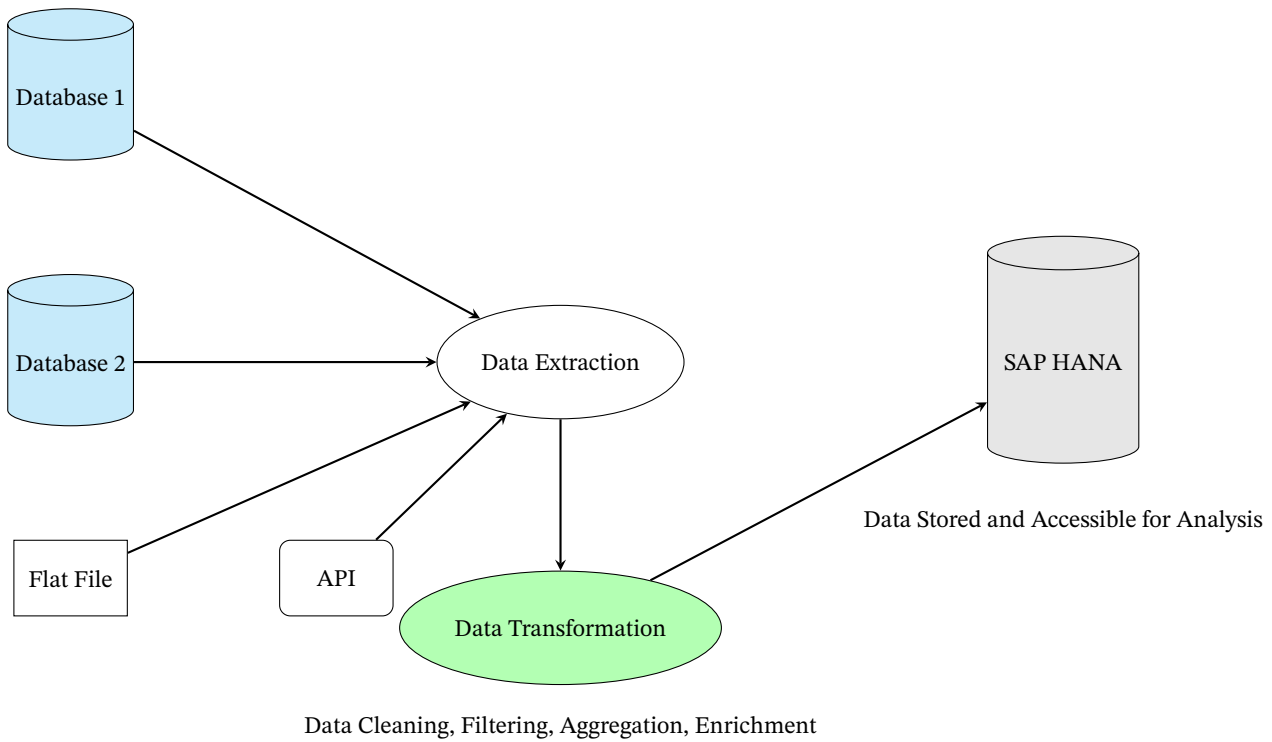 Database 1
Database 2
Data Extraction
SAP HANA
Data Stored and Accessible for Analysis
Flat File
API
Data Transformation
Data Cleaning, Filtering, Aggregation, Enrichment